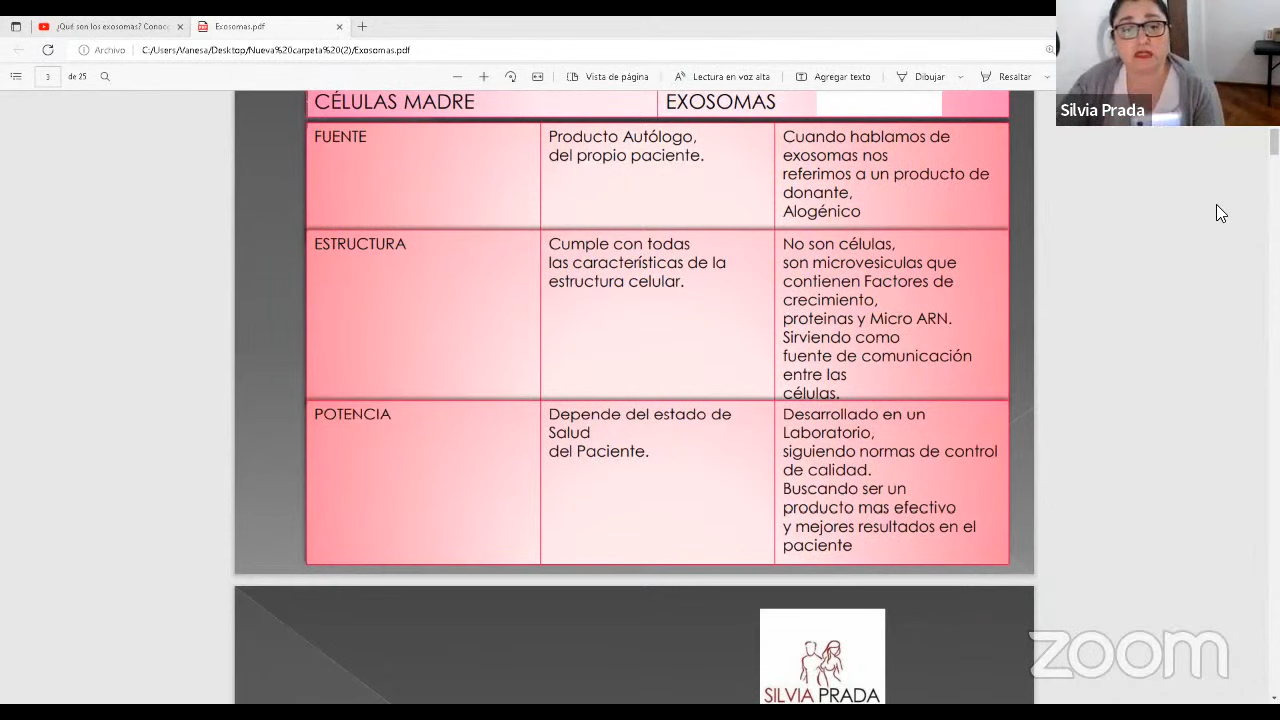 ¿Qué son los exosomas? Conoce
Exosomas.pdf
Archivo
C:/Users/Vanesa/Desktop/Nueva%20carpeta%20(2)/Exosomas.pdf
3
de 25
Vista de página
Lectura en voz alta
Agregar texto
Dibujar
Resaltar
Silvia Prada
CÉLULAS MADRE
EXOSOMAS
FUENTE
Producto Autólogo,
del propio paciente.
Cuando hablamos de
exosomas nos
referimos a un producto de
donante,
Alogénico
ESTRUCTURA
Cumple con todas
las características de la
estructura celular.
No son células,
son microvesiculas que
contienen Factores de
crecimiento,
proteinas y Micro ARN.
Sirviendo como
fuente de comunicación
entre las
células.
POTENCIA
Depende del estado de
Salud
del Paciente.
Desarrollado en un
Laboratorio,
siguiendo normas de control
de calidad.
Buscando ser un
producto mas efectivo
y mejores resultados en el
paciente
SILVIA PRADA
zoom